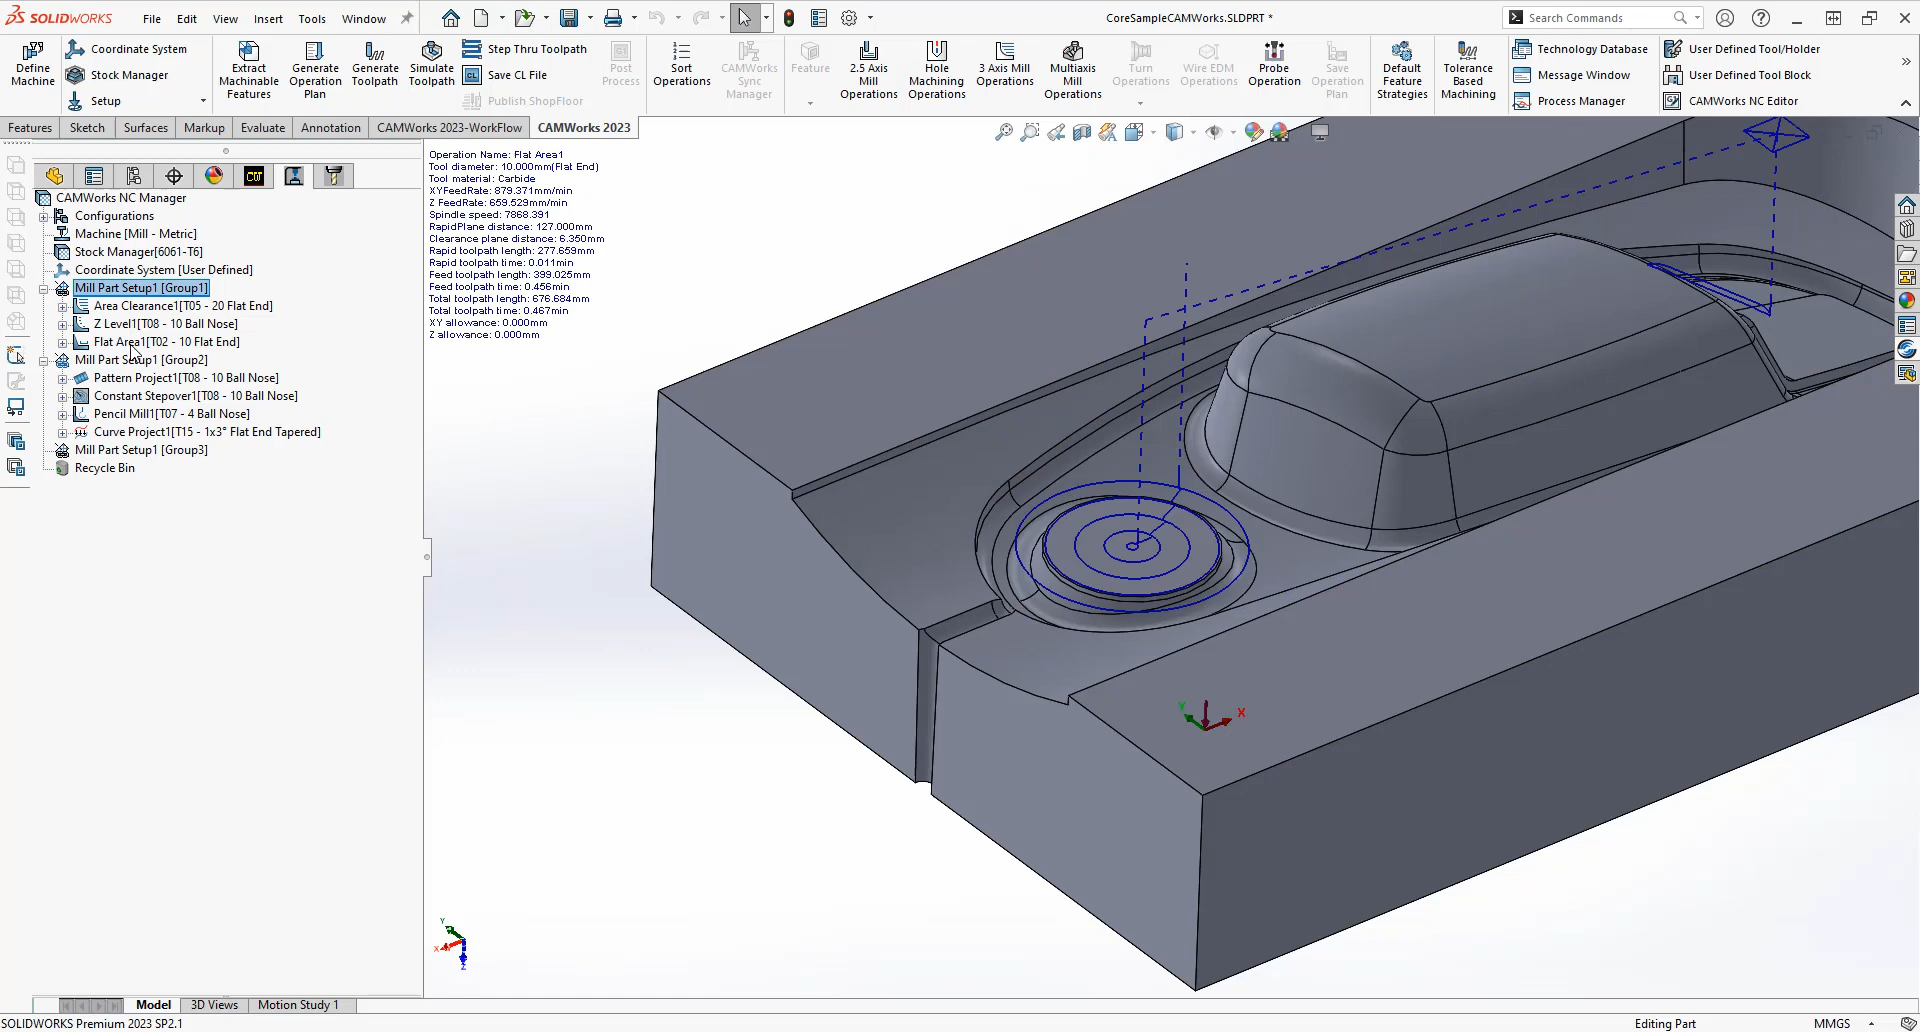 SOLIDWORKS File Edit View Insert Tools Window
CoreSampleCAMWorks.SLDPRT *
Search Commands
Define Machine
Coordinate System
Stock Manager
Setup
Extract Machinable Features
Generate Operation Plan
Generate Toolpath
Simulate Toolpath
Step Thru Toolpath
CL Save CL File
Publish ShopFloor
Post Process
Sort Operations
CAMWorks Sync Manager
Feature
2.5 Axis Mill Operations
Hole Machining Operations
3 Axis Mill Operations
Multiaxis Mill Operations
Turn Operations
Wire EDM Operations
Probe Operation
Save Operation Plan
Default Feature Strategies
Tolerance Based Machining
Technology Database
Message Window
Process Manager
User Defined Tool/Holder
User Defined Tool Block
CAMWorks NC Editor
Features Sketch Surfaces Markup Evaluate Annotation CAMWorks 2023-WorkFlow CAMWorks 2023
CW
CAMWorks NC Manager
Configurations
Machine [Mill - Metric]
Stock Manager[6061-T6]
Coordinate System [User Defined]
Mill Part Setup1 [Group1]
Area Clearance1[T05 - 20 Flat End]
Z Level1[T08 - 10 Ball Nose]
Flat Area1[T02 - 10 Flat End]
Mill Part Setup1 [Group2]
Pattern Project1[T08 - 10 Ball Nose]
Constant Stepover1[T08 - 10 Ball Nose]
Pencil Mill1[T07 - 4 Ball Nose]
Curve Project1[T15 - 1x3° Flat End Tapered]
Mill Part Setup1 [Group3]
Recycle Bin
Operation Name: Flat Area1
Tool diameter: 10.000mm(Flat End)
Tool material: Carbide
XYFeedRate: 879.371mm/min
Z FeedRate: 659.529mm/min
Spindle speed: 7868.391
RapidPlane distance: 127.000mm
Clearance plane distance: 6.350mm
Rapid toolpath length: 277.659mm
Rapid toolpath time: 0.011min
Feed toolpath length: 399.025mm
Feed toolpath time: 0.456min
Total toolpath length: 676.684mm
Total toolpath time: 0.467min
XY allowance: 0.000mm
Z allowance: 0.000mm
Y X
Y
X
Z
Model 3D Views Motion Study 1
SOLIDWORKS Premium 2023 SP2.1
Editing Part
MMGS